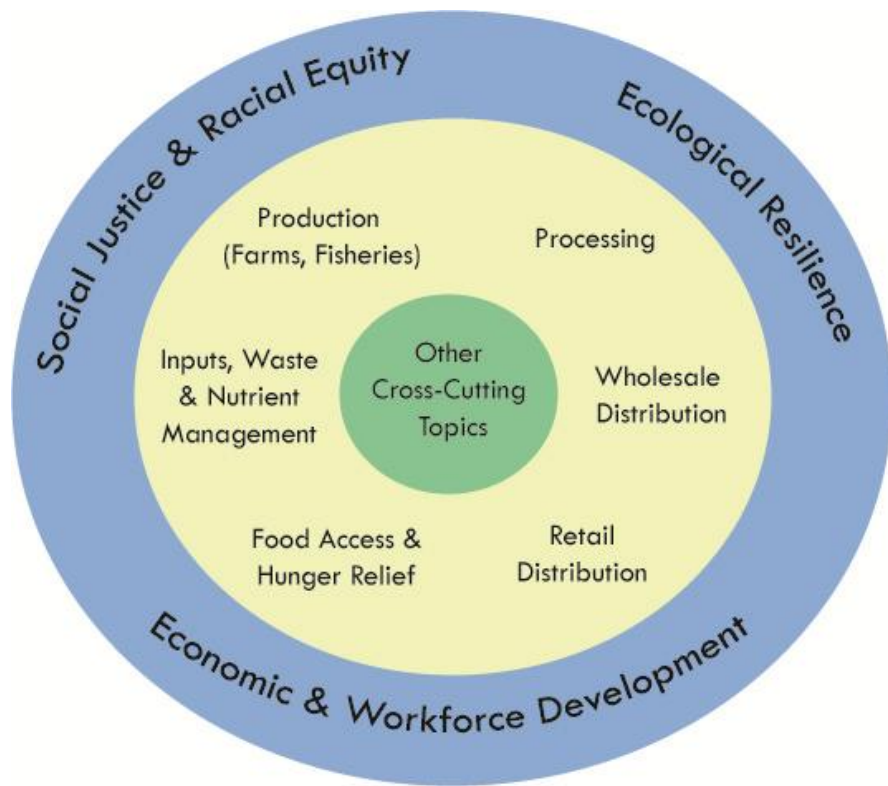 Social Justice & Racial Equity
Ecological Resilience
Production
(Farms, Fisheries)
Processing
Inputs, Waste
& Nutrient
Management
Other
Cross-Cutting
Topics
Wholesale
Distribution
Food Access &
Hunger Relief
Retail
Distribution
Economic & Workforce Development